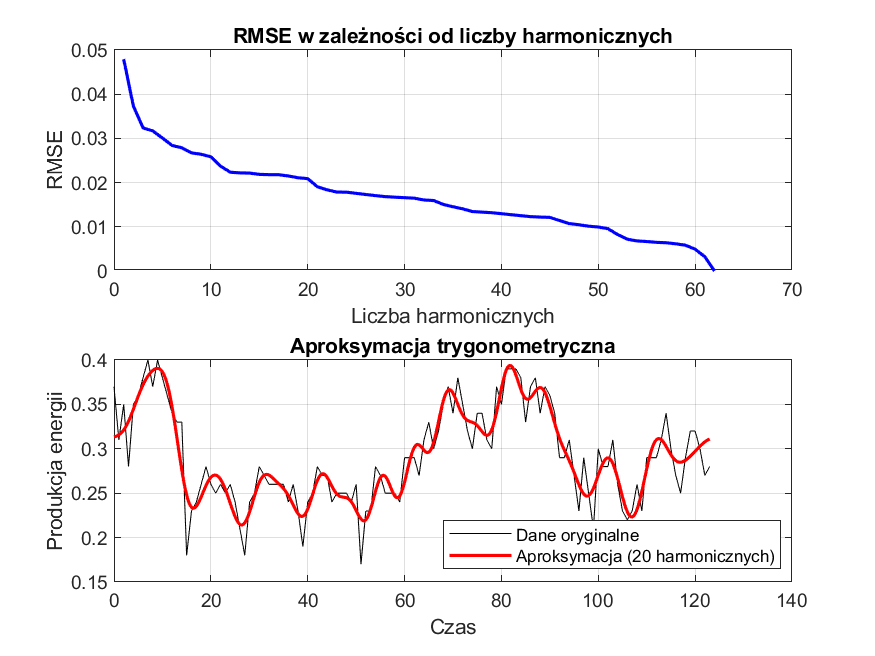 RMSE w zależności od liczby harmonicznych
0.05
0.04
0.03
0.02
0.01
0
RMSE
0 10 20 30 40 50 60 70
Liczba harmonicznych
Aproksymacja trygonometryczna
0.4
0.35
0.3
0.25
0.2
0.15
Produkcja energii
Dane oryginalne
Aproksymacja (20 harmonicznych)
0 20 40 60 80 100 120 140
Czas